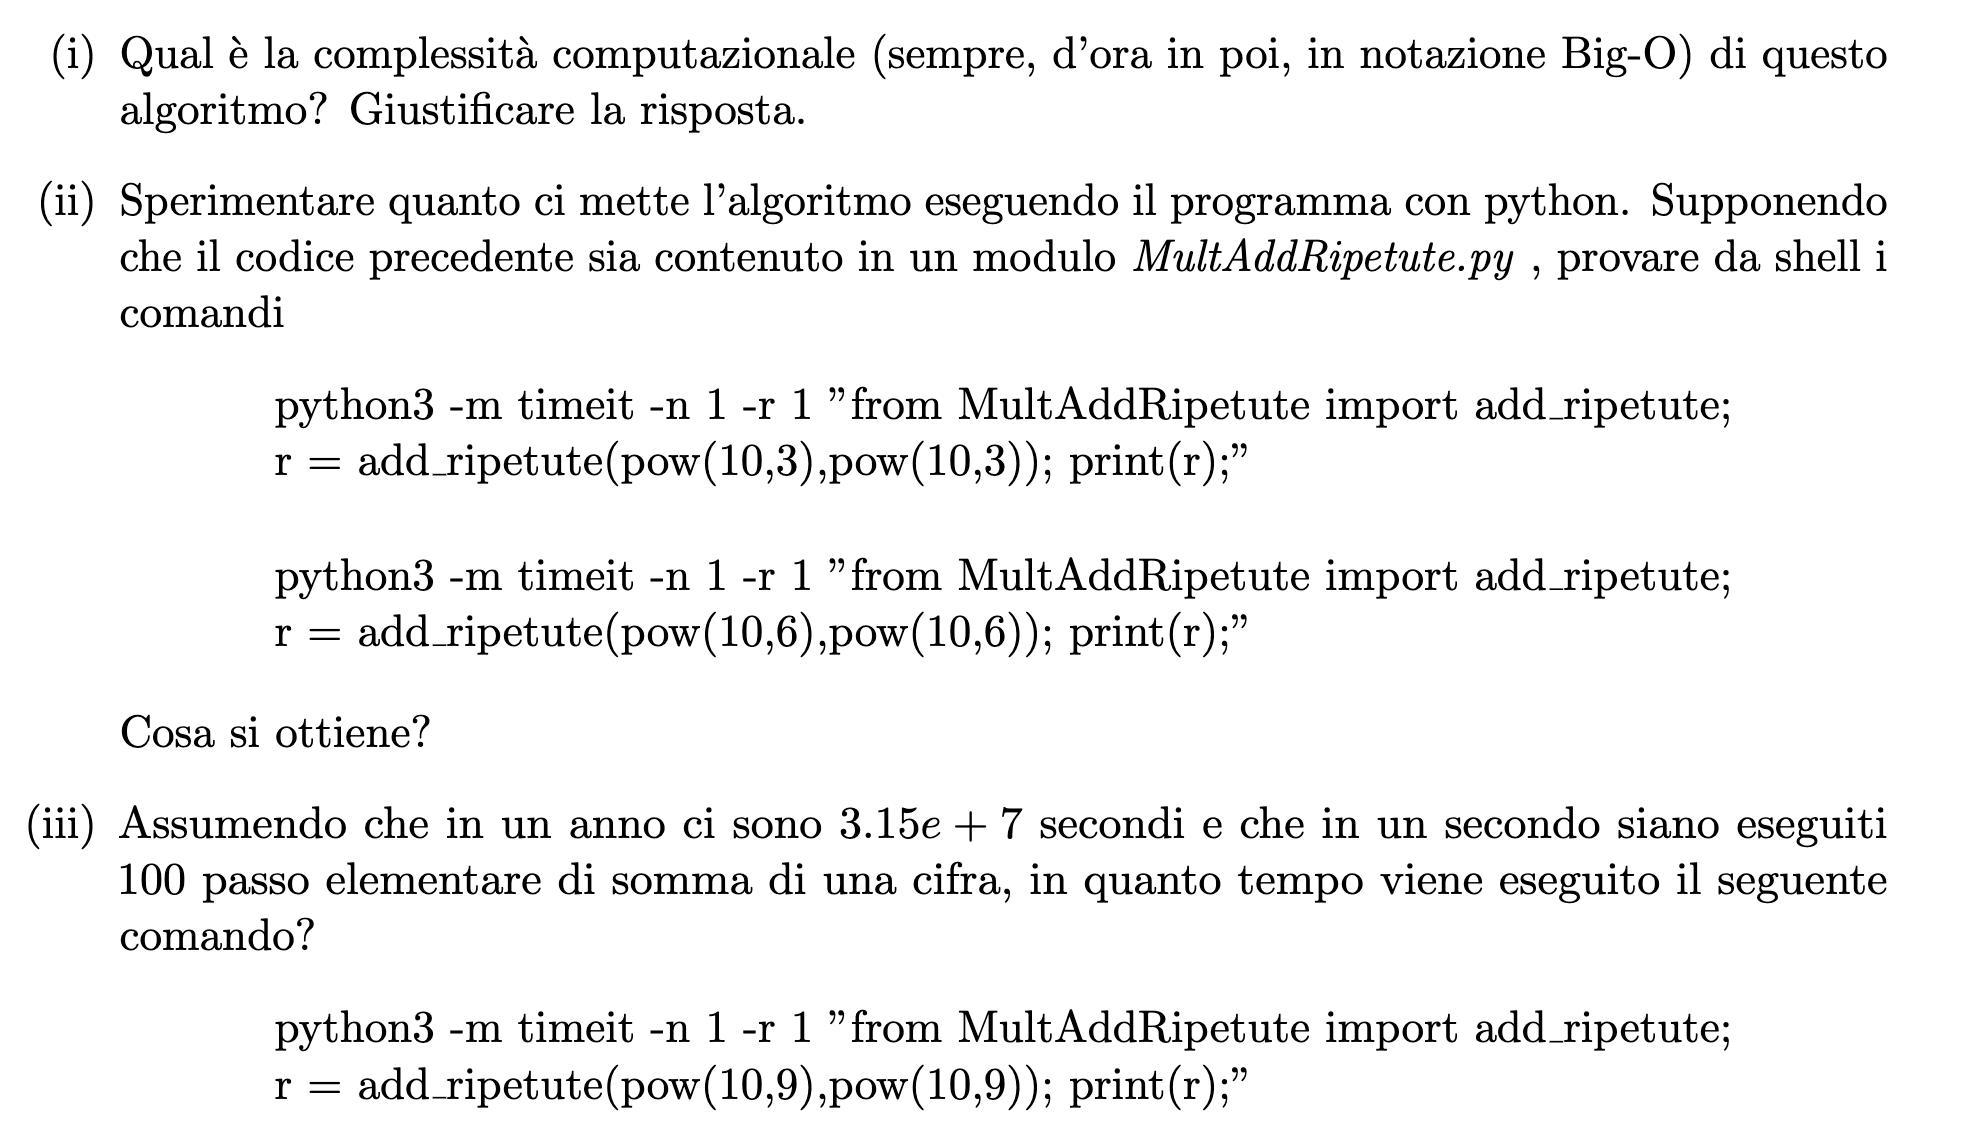 (i) Qual è la complessità computazionale (sempre, d'ora in poi, in notazione Big-O) di questo
algoritmo? Giustificare la risposta.
(ii) Sperimentare quanto ci mette l'algoritmo eseguendo il programma con python. Supponendo
che il codice precedente sia contenuto in un modulo MultAddRipetute.py , provare da shell i
comandi
python3 -m timeit -n 1 -r 1 ”from MultAddRipetute import add_ripetute;
r = add_ripetute(pow(10,3),pow(10,3)); print(r);”
python3 -m timeit -n 1 -r 1 ”from MultAddRipetute import add_ripetute;
r = add_ripetute(pow(10,6),pow(10,6)); print(r);”
Cosa si ottiene?
(iii) Assumendo che in un anno ci sono 3.15e + 7 secondi e che in un secondo siano eseguiti
100 passo elementare di somma di una cifra, in quanto tempo viene eseguito il seguente
comando?
python3 -m timeit -n 1 -r 1 ”from MultAddRipetute import add_ripetute;
r = add_ripetute(pow(10,9),pow(10,9)); print(r);”